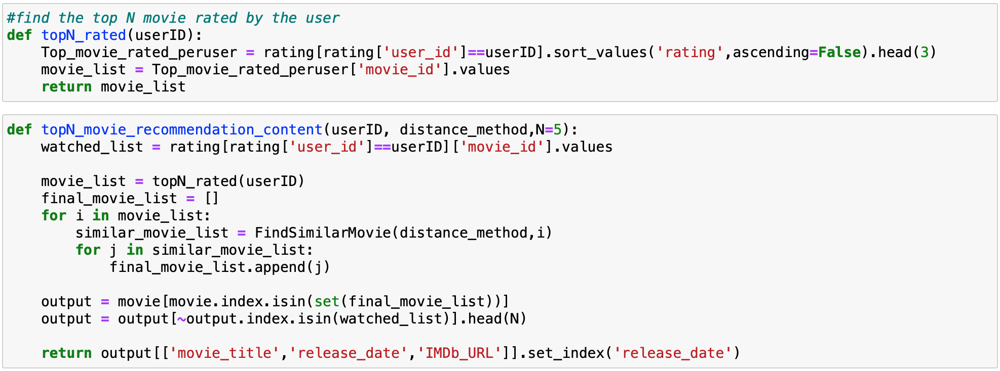 #find the top N movie rated by the user
def topN_rated(userID):
    Top_movie_rated_peruser = rating[rating['user_id']==userID].sort_values('rating',ascending=False).head(3)
    movie_list = Top_movie_rated_peruser['movie_id'].values
    return movie_list
def topN_movie_recommendation_content(userID, distance_method,N=5):
    watched_list = rating[rating['user_id']==userID]['movie_id'].values
    movie_list = topN_rated(userID)
    final_movie_list = []
    for i in movie_list:
        similar_movie_list = FindSimilarMovie(distance_method,i)
        for j in similar_movie_list:
            final_movie_list.append(j)
    output = movie[movie.index.isin(set(final_movie_list))]
    output = output[~output.index.isin(watched_list)].head(N)
    return output[['movie_title','release_date','IMDb_URL']].set_index('release_date')